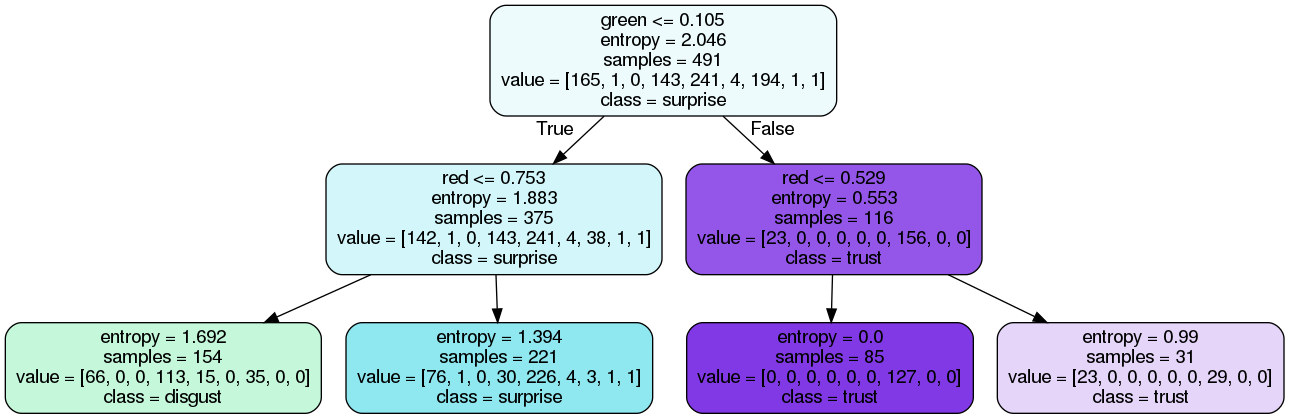 green <= 0.105
entropy = 2.046
samples = 491
value = [165, 1, 0, 143, 241, 4, 194, 1, 1]
class = surprise
True
False
red <= 0.753
entropy = 1.883
samples = 375
value = [142, 1, 0, 143, 241, 4, 38, 1, 1]
class = surprise
red <= 0.529
entropy = 0.553
samples = 116
value = [23, 0, 0, 0, 0, 0, 156, 0, 0]
class = trust
entropy = 1.692
samples = 154
value = [66, 0, 0, 113, 15, 0, 35, 0, 0]
class = disgust
entropy = 1.394
samples = 221
value = [76, 1, 0, 30, 226, 4, 3, 1, 1]
class = surprise
entropy = 0.0
samples = 85
value = [0, 0, 0, 0, 0, 0, 127, 0, 0]
class = trust
entropy = 0.99
samples = 31
value = [23, 0, 0, 0, 0, 0, 29, 0, 0]
class = trust